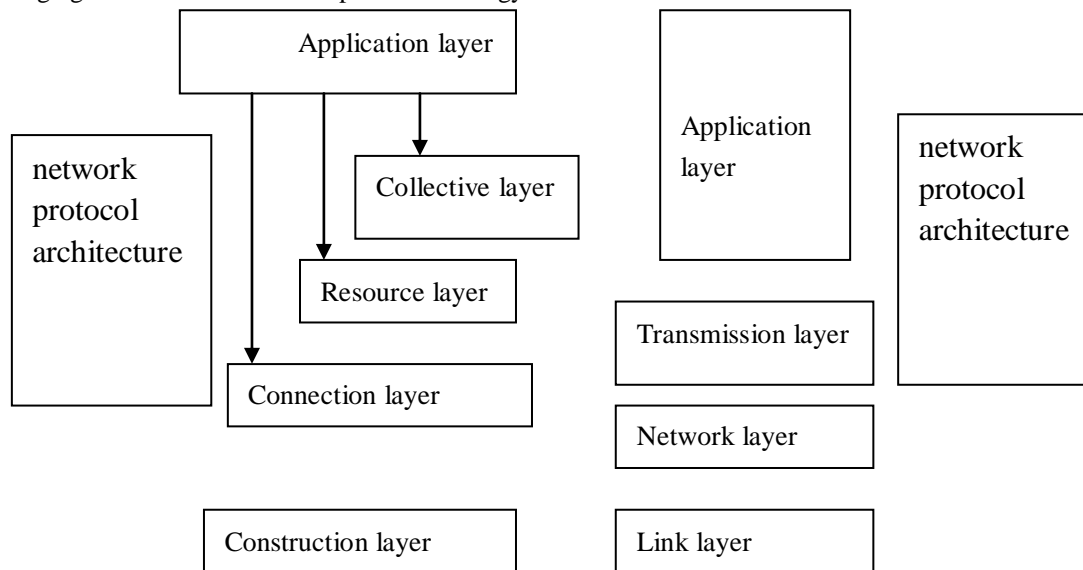 Application layer
network
protocol
architecture
Collective layer
Resource layer
Connection layer
Construction layer
Application
layer
Transmission layer
Network layer
Link layer
network
protocol
architecture